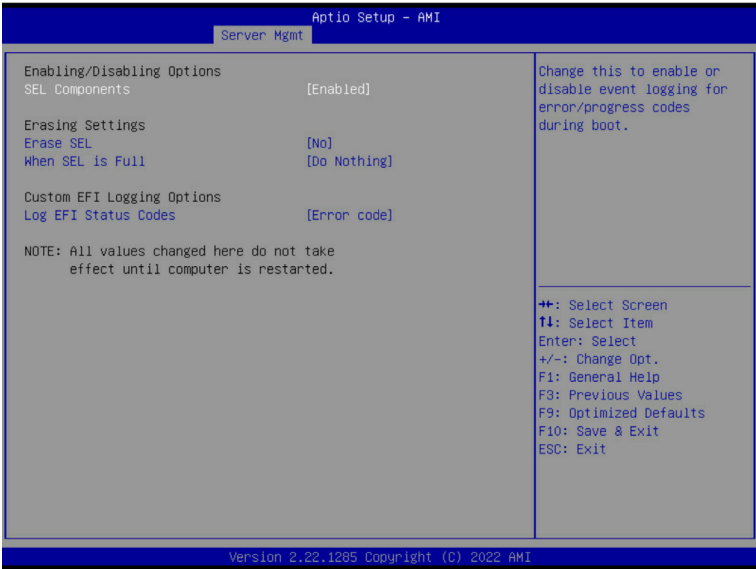 Aptio Setup - AMI
Server Mgmt
Enabling/Disabling Options
SEL Components [Enabled]
Erasing Settings
Erase SEL [No]
When SEL is Full [Do Nothing]
Custom EFI Logging Options
Log EFI Status Codes [Error code]
NOTE: All values changed here do not take
effect until computer is restarted.
Change this to enable or
disable event logging for
error/progress codes
during boot.
→←: Select Screen
↑↓: Select Item
Enter: Select
+/-: Change Opt.
F1: General Help
F3: Previous Values
F9: Optimized Defaults
F10: Save & Exit
ESC: Exit
Version 2.22.1285 Copyright (C) 2022 AMI